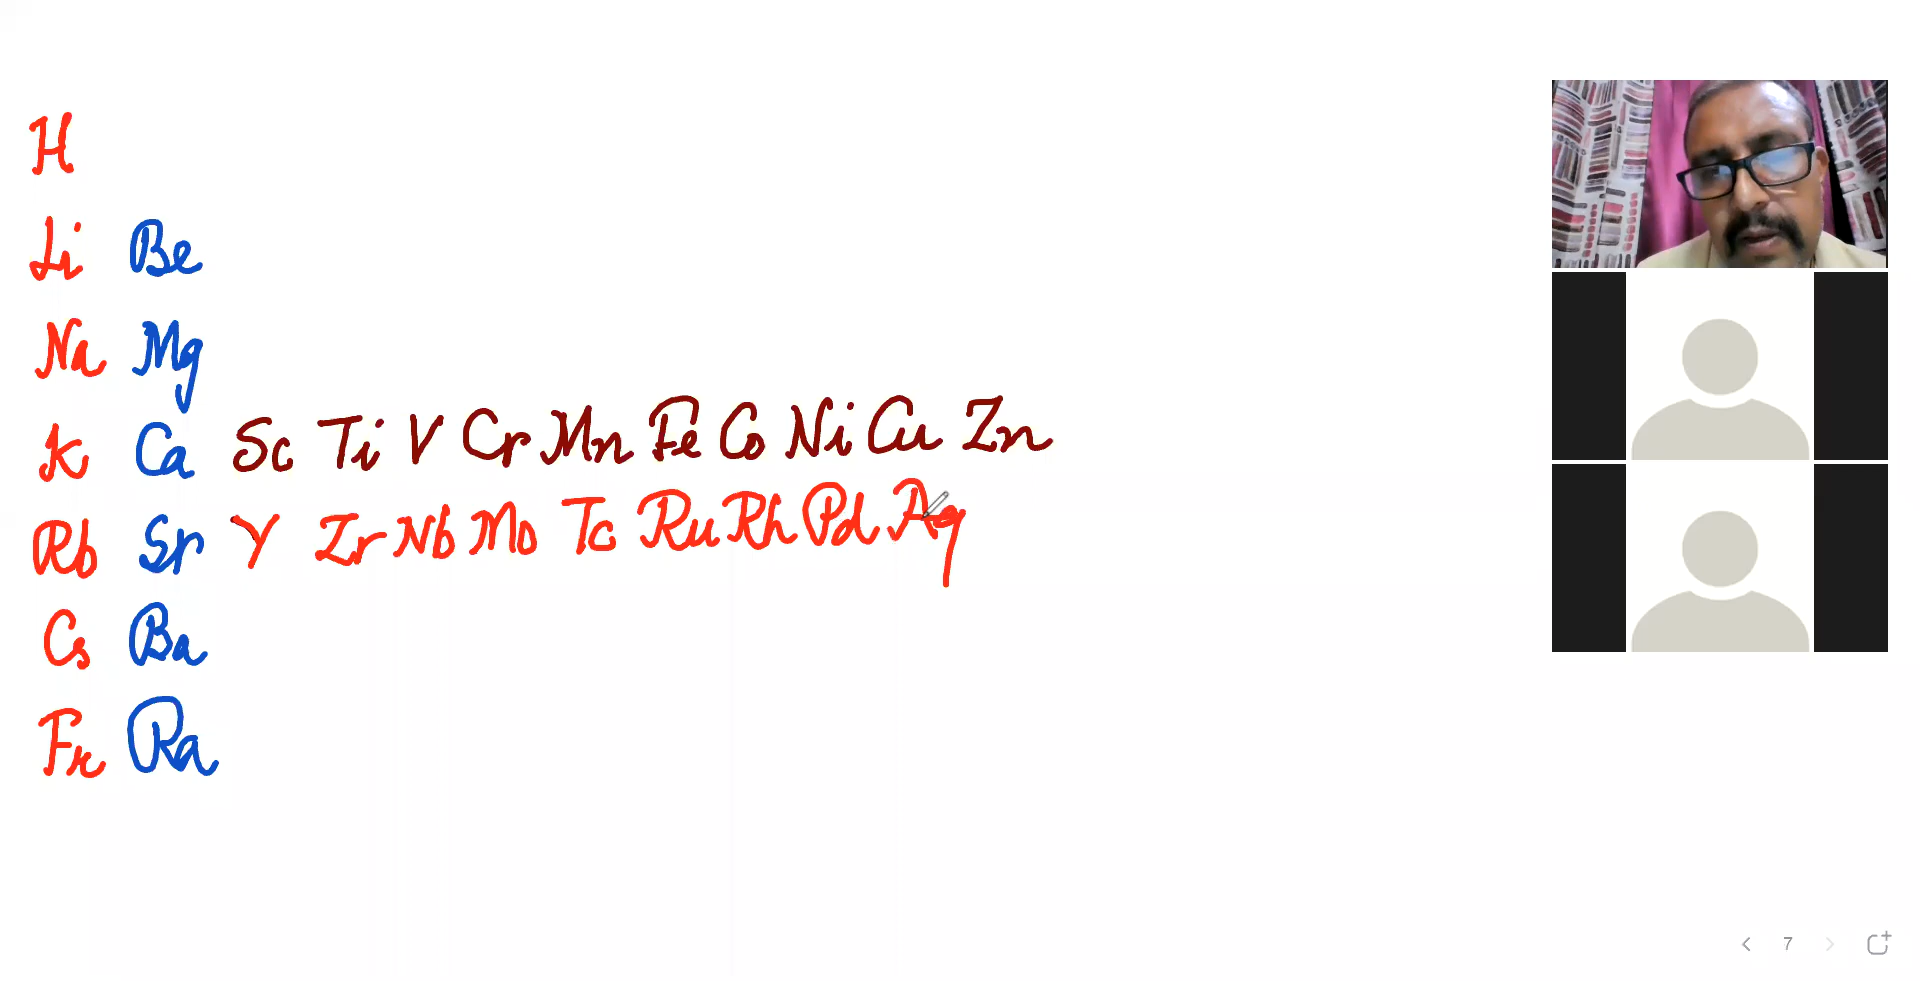 H
Li Be
Na Mg
K Ca Sc Ti V Cr Mn Fe Co Ni Cu Zn
Rb Sr Y Zr Nb Mo Tc Ru Rh Pd Ag
Cs Ba
Fr Ra
7